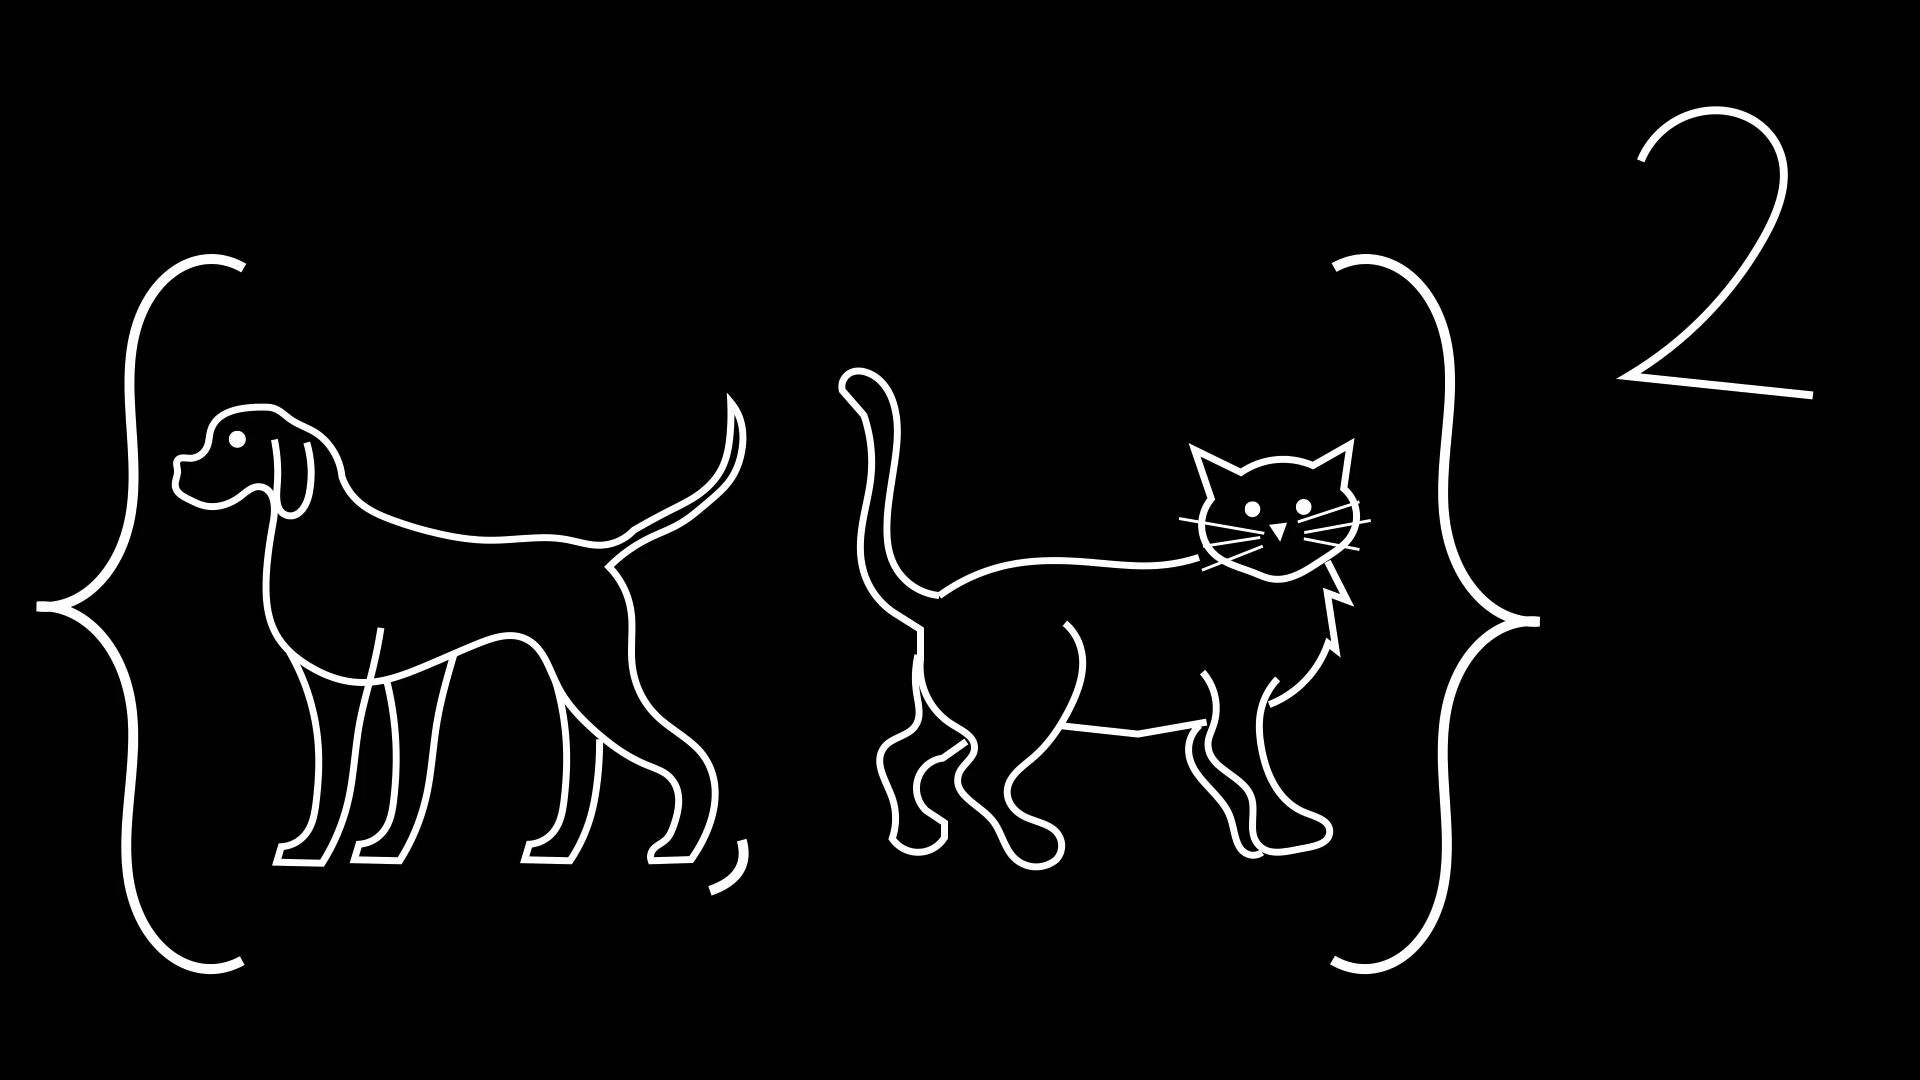 { , }²